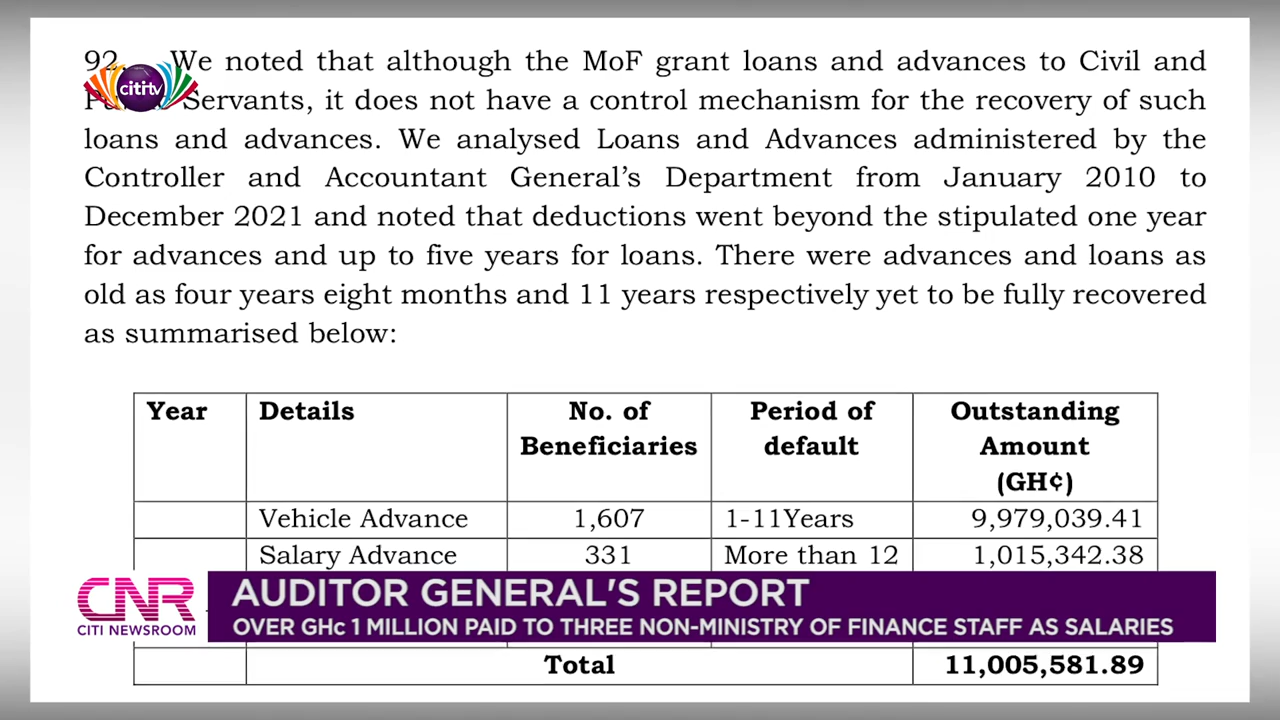 92. We noted that although the MoF grant loans and advances to Civil and
Servants, it does not have a control mechanism for the recovery of such
loans and advances. We analysed Loans and Advances administered by the
Controller and Accountant General's Department from January 2010 to
December 2021 and noted that deductions went beyond the stipulated one year
for advances and up to five years for loans. There were advances and loans as
old as four years eight months and 11 years respectively yet to be fully recovered
as summarised below:
cititv
Year Details No. of Beneficiaries Period of default Outstanding Amount (GH¢)
Vehicle Advance 1,607 1-11Years 9,979,039.41
Salary Advance 331 More than 12 1,015,342.38
CNR
CITI NEWSROOM
AUDITOR GENERAL'S REPORT
OVER GHc 1 MILLION PAID TO THREE NON-MINISTRY OF FINANCE STAFF AS SALARIES
Total 11,005,581.89